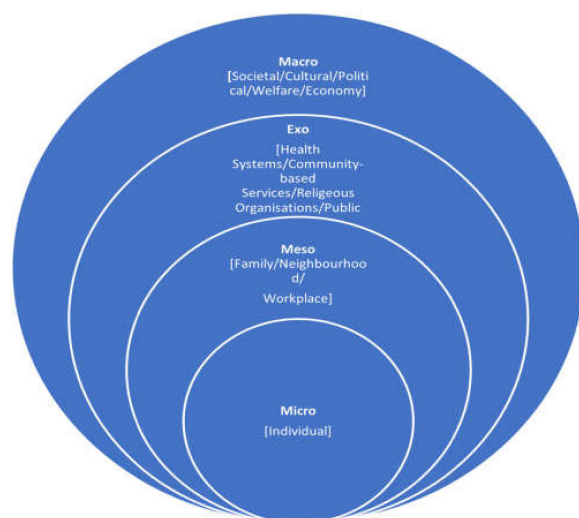 Macro
[Societal/Cultural/Politi
cal/Welfare/Economy]
Exo
[Health
Systems/Community-
based
Services/Religeous
Organisations/Public
Meso
[Family/Neighbourhoo
d/
Workplace]
Micro
[Individual]